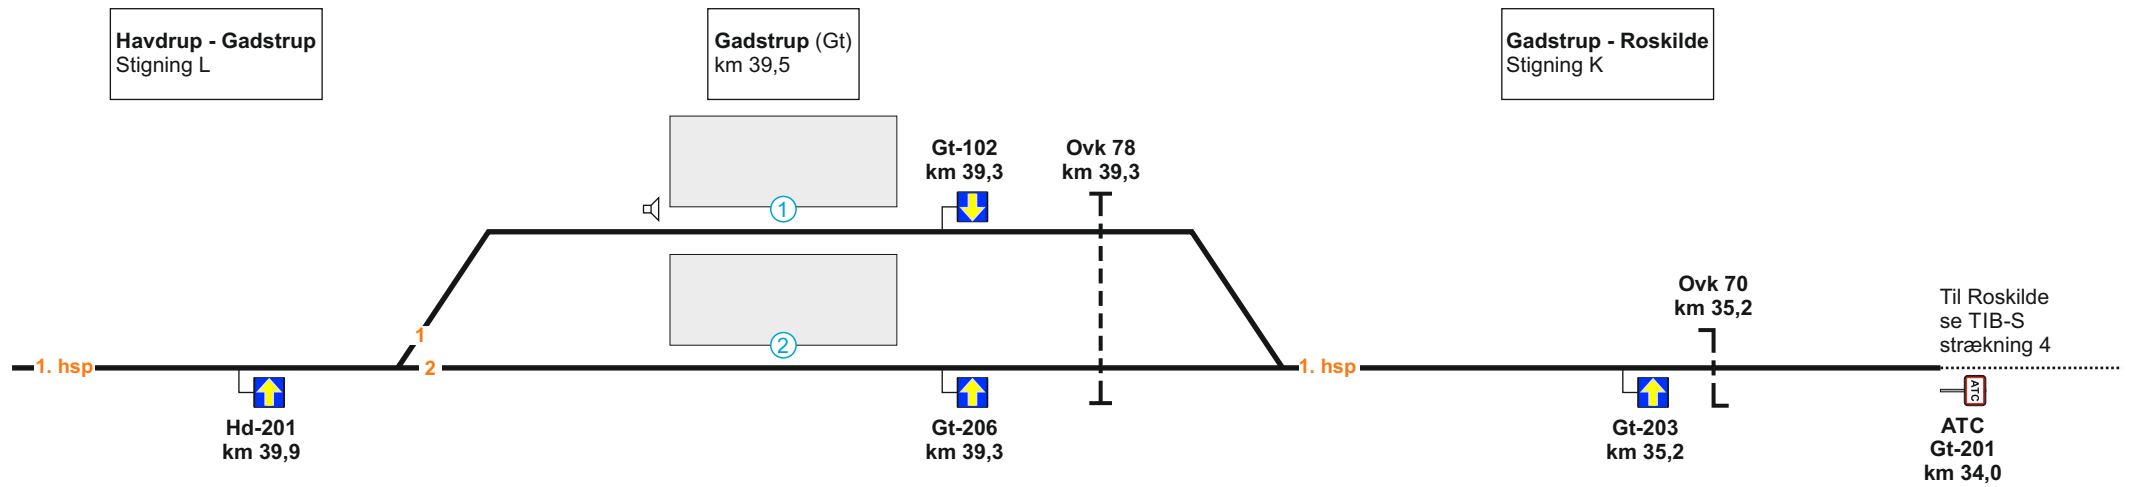 Havdrup - Gadstrup
Stigning L
Gadstrup (Gt)
km 39,5
Gadstrup - Roskilde
Stigning K
Gt-102
km 39,3
Ovk 78
km 39,3
1
Ovk 70
km 35,2
Til Roskilde
se TIB-S
strækning 4
1
2
1. hsp
2
1. hsp
ATC
Hd-201
km 39,9
Gt-206
km 39,3
Gt-203
km 35,2
ATC
Gt-201
km 34,0